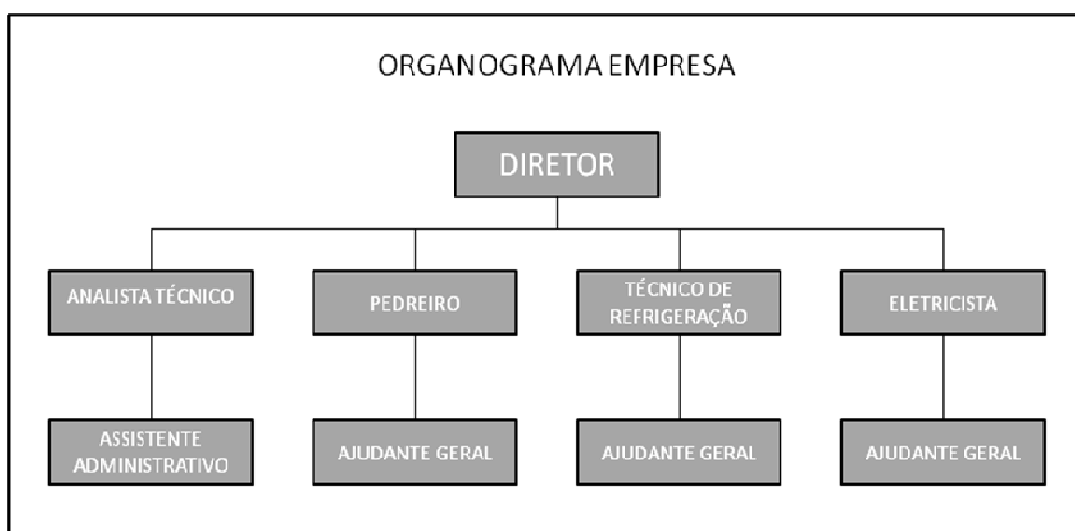 ORGANOGRAMA EMPRESA
DIRETOR
ANALISTA TÉCNICO
PEDREIRO
TÉCNICO DE
REFRIGERAÇÃO
ELETRICISTA
ASSISTENTE
ADMINISTRATIVO
AJUDANTE GERAL
AJUDANTE GERAL
AJUDANTE GERAL